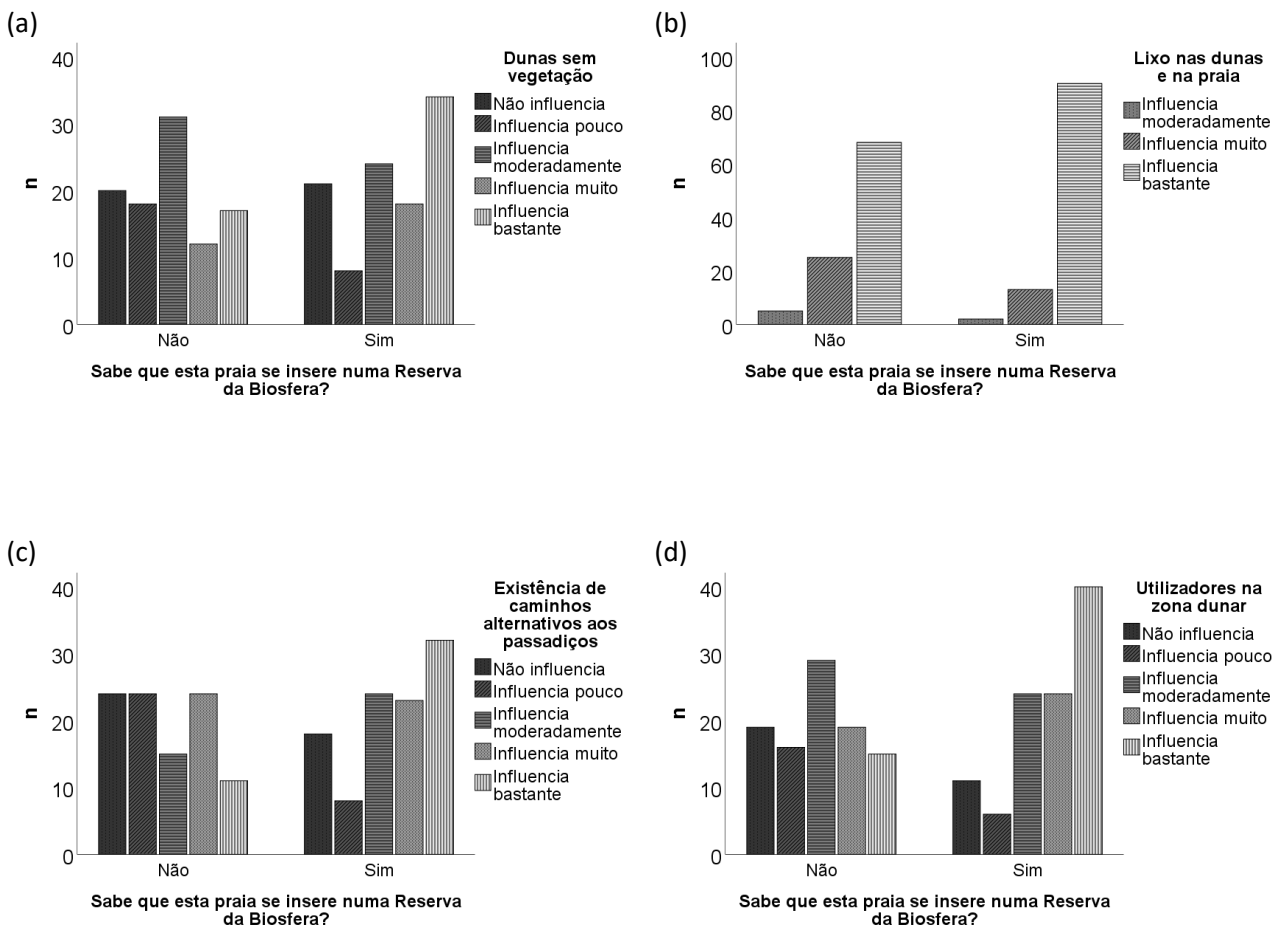 (a)
Dunas sem
vegetação
Não influencia
Influencia pouco
Influencia
moderadamente
Influencia muito
Influencia
bastante
40
30
20
10
0
n
Não
Sim
Sabe que esta praia se insere numa Reserva
da Biosfera?
(b)
Lixo nas dunas
e na praia
Influencia
moderadamente
Influencia muito
Influencia
bastante
100
80
60
40
20
0
n
Não
Sim
Sabe que esta praia se insere numa Reserva
da Biosfera?
(c)
Existência de
caminhos
alternativos aos
passadiços
Não influencia
Influencia pouco
Influencia
moderadamente
Influencia muito
Influencia
bastante
40
30
20
10
0
n
Não
Sim
Sabe que esta praia se insere numa Reserva
da Biosfera?
(d)
Utilizadores na
zona dunar
Não influencia
Influencia pouco
Influencia
moderadamente
Influencia muito
Influencia
bastante
40
30
20
10
0
n
Não
Sim
Sabe que esta praia se insere numa Reserva
da Biosfera?